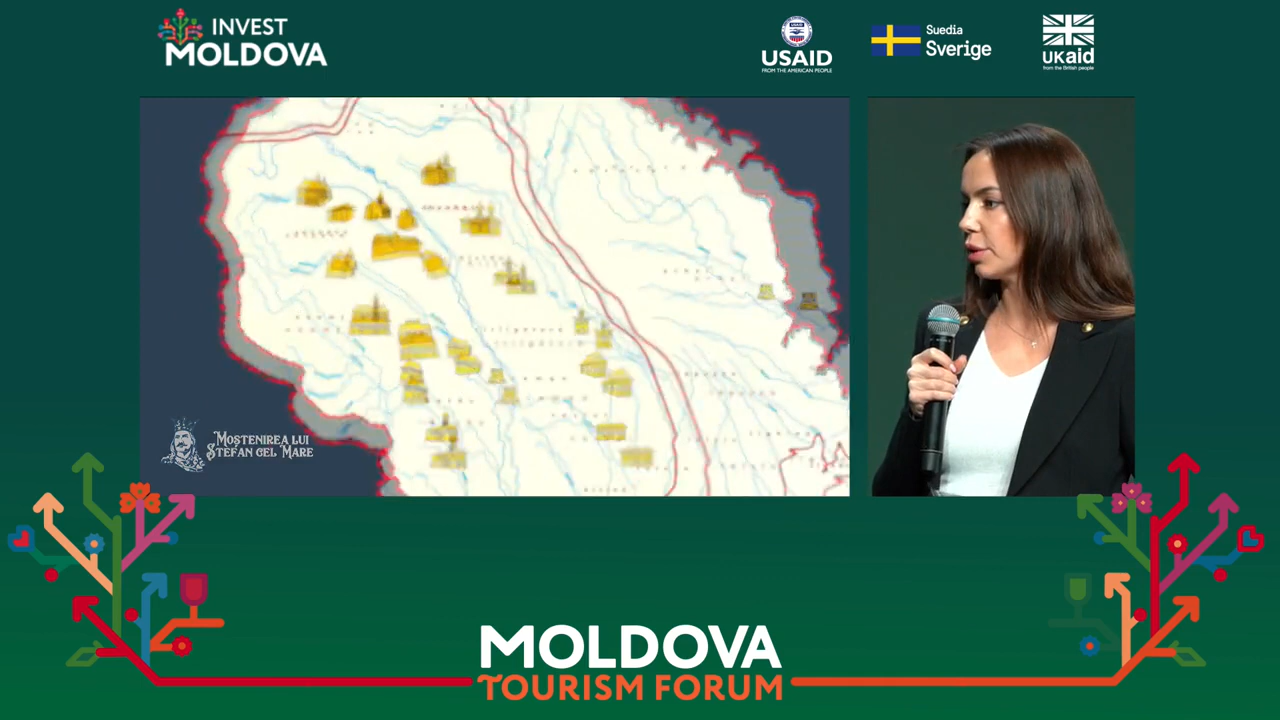 INVEST
MOLDOVA
USAID
FROM THE AMERICAN PEOPLE
Suedia
Sverige
UKaid
from the British people
MOȘTENIREA LUI
ȘTEFAN CEL MARE
MOLDOVA
TOURISM FORUM